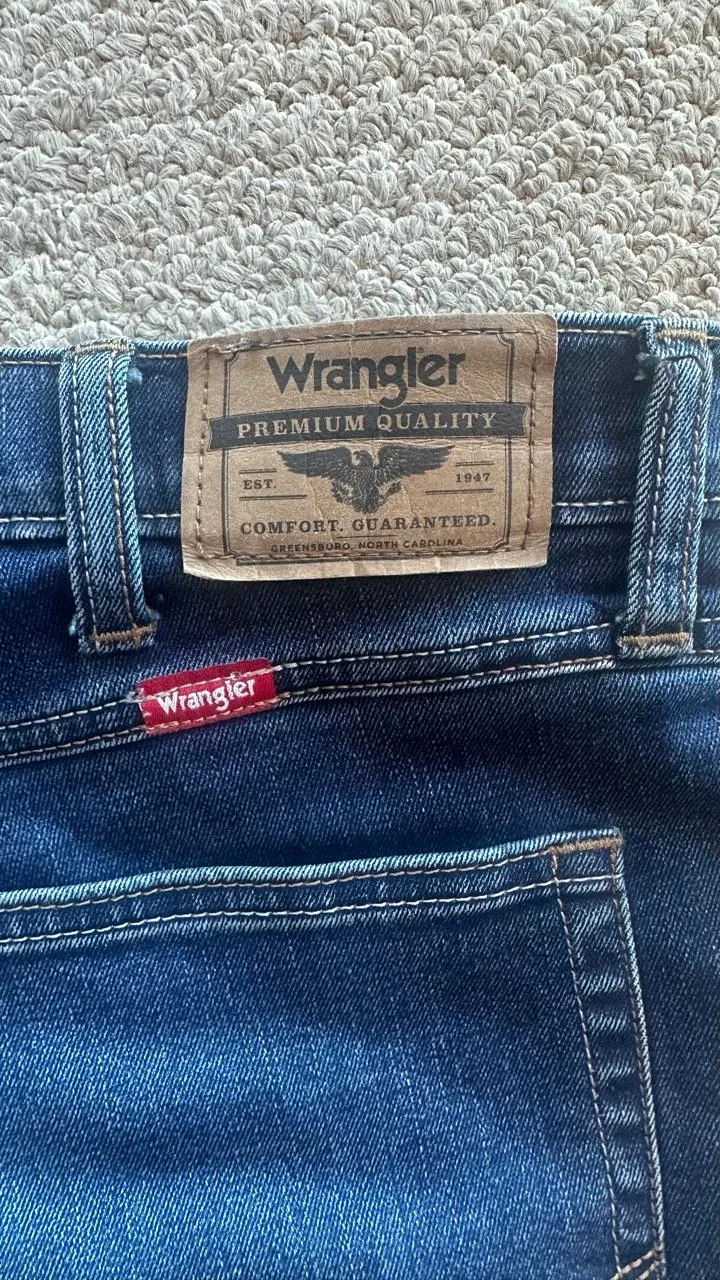 Wrangler®
PREMIUM QUALITY
EST. 1947
COMFORT. GUARANTEED.
GREENSBORO, NORTH CAROLINA
Wrangler